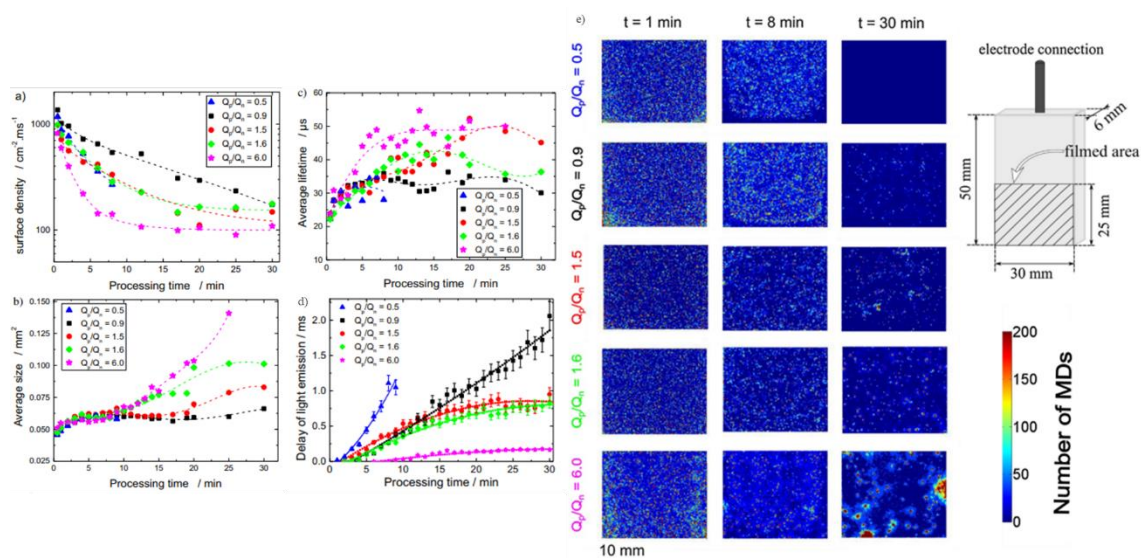 a)
surface density / cm⁻².ms⁻¹
1000
100
0 5 10 15 20 25 30
Processing time / min
▲ Qp/Qn = 0.5
■ Qp/Qn = 0.9
● Qp/Qn = 1.5
◆ Qp/Qn = 1.6
★ Qp/Qn = 6.0
b)
Average size / mm²
0.150
0.125
0.100
0.075
0.050
0.025
0 5 10 15 20 25 30
Processing time / min
▲ Qp/Qn = 0.5
■ Qp/Qn = 0.9
● Qp/Qn = 1.5
◆ Qp/Qn = 1.6
★ Qp/Qn = 6.0
c)
Average lifetime / µs
60
50
40
30
20
10
0 5 10 15 20 25 30
Processing time / min
▲ Qp/Qn = 0.5
■ Qp/Qn = 0.9
● Qp/Qn = 1.5
◆ Qp/Qn = 1.6
★ Qp/Qn = 6.0
d)
Delay of light emission / ms
2.0
1.5
1.0
0.5
0.0
0 5 10 15 20 25 30
Processing time / min
▲ Qp/Qn = 0.5
■ Qp/Qn = 0.9
● Qp/Qn = 1.5
◆ Qp/Qn = 1.6
★ Qp/Qn = 6.0
e)
t = 1 min t = 8 min t = 30 min
Qp/Qn = 0.5
Qp/Qn = 0.9
Qp/Qn = 1.5
Qp/Qn = 1.6
Qp/Qn = 6.0
10 mm
electrode connection
6 mm
filmed area
50 mm
25 mm
30 mm
Number of MDs
200
150
100
50
0